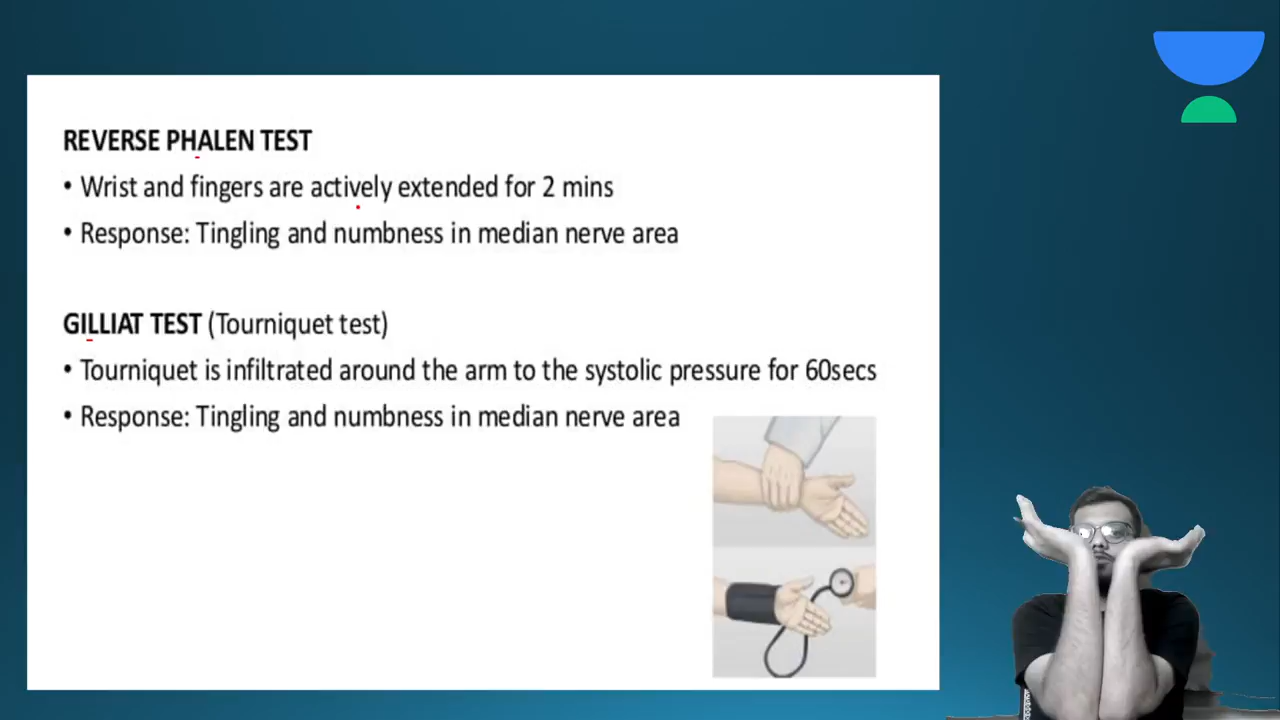 REVERSE PHALEN TEST
• Wrist and fingers are actively extended for 2 mins
• Response: Tingling and numbness in median nerve area
GILLIAT TEST (Tourniquet test)
• Tourniquet is infiltrated around the arm to the systolic pressure for 60secs
• Response: Tingling and numbness in median nerve area